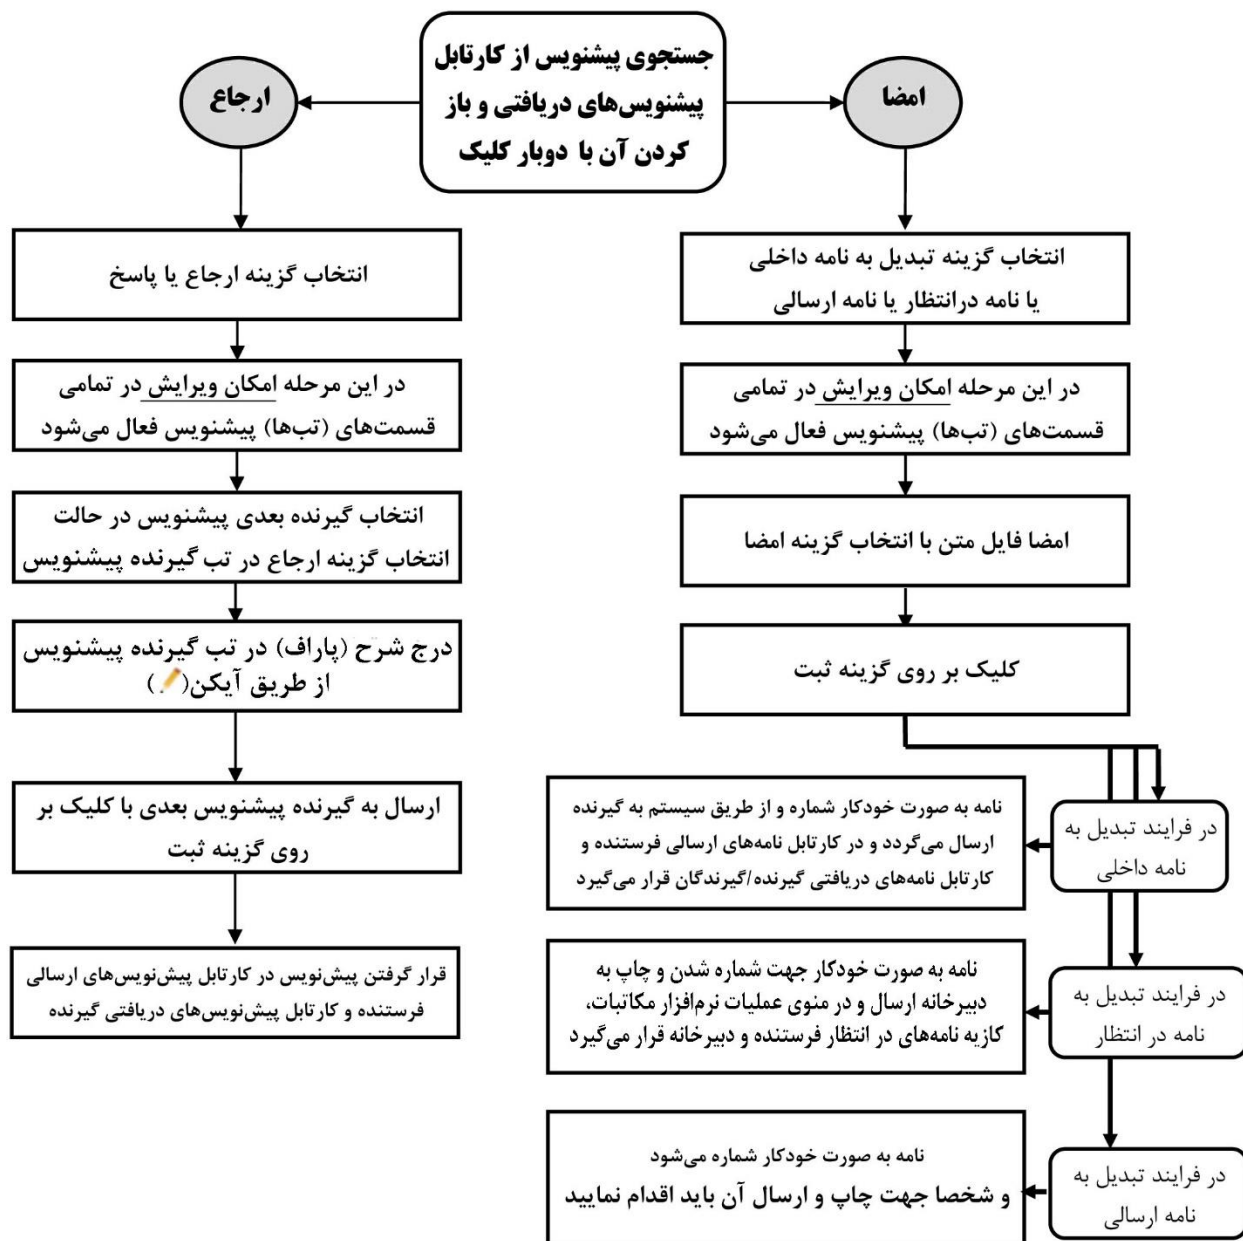 جستجوی پیشنویس از کارتابل
پیشنویس‌های دریافتی و باز
کردن آن با دوبار کلیک
امضا
ارجاع
انتخاب گزینه تبدیل به نامه داخلی
یا نامه درانتظار یا نامه ارسالی
در این مرحله امکان ویرایش در تمامی
قسمت‌های (تب‌ها) پیشنویس فعال می‌شود
امضا فایل متن با انتخاب گزینه امضا
کلیک بر روی گزینه ثبت
در فرایند تبدیل به
نامه داخلی
نامه به صورت خودکار شماره و از طریق سیستم به گیرنده
ارسال می‌گردد و در کارتابل نامه‌های ارسالی فرستنده و
کارتابل نامه‌های دریافتی گیرنده/گیرندگان قرار می‌گیرد
در فرایند تبدیل به
نامه در انتظار
نامه به صورت خودکار جهت شماره شدن و چاپ به
دبیرخانه ارسال و در منوی عملیات نرم‌افزار مکاتبات،
کازیه نامه‌های در انتظار فرستنده و دبیرخانه قرار می‌گیرد
در فرایند تبدیل به
نامه ارسالی
نامه به صورت خودکار شماره می‌شود
و شخصا جهت چاپ و ارسال آن باید اقدام نمایید
انتخاب گزینه ارجاع یا پاسخ
در این مرحله امکان ویرایش در تمامی
قسمت‌های (تب‌ها) پیشنویس فعال می‌شود
انتخاب گیرنده بعدی پیشنویس در حالت
انتخاب گزینه ارجاع در تب گیرنده پیشنویس
درج شرح (پاراف) در تب گیرنده پیشنویس
از طریق آیکن(✏️)
ارسال به گیرنده پیشنویس بعدی با کلیک بر
روی گزینه ثبت
قرار گرفتن پیش‌نویس در کارتابل پیش‌نویس‌های ارسالی
فرستنده و کارتابل پیش‌نویس‌های دریافتی گیرنده